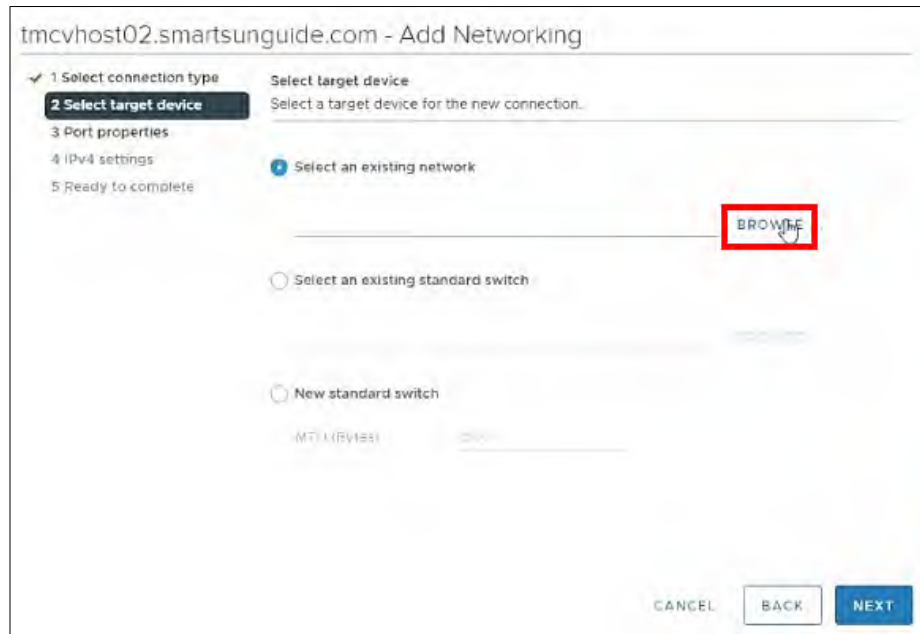 tmcvhost02.smartsunguide.com - Add Networking
1 Select connection type
2 Select target device
3 Port properties
4 IPv4 settings
5 Ready to complete
Select target device
Select a target device for the new connection.
Select an existing network
BROWSE
Select an existing standard switch
New standard switch
MTU (Bytes)
CANCEL
BACK
NEXT